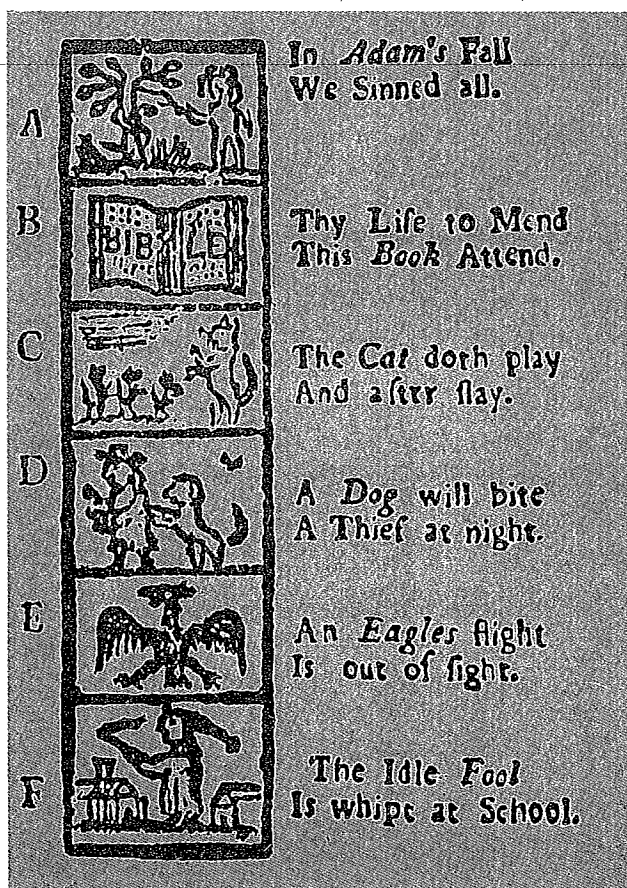 A
In Adam's Fall
We Sinned all.
B
BIBLE
Thy Life to Mend
This Book Attend.
C
The Cat doth play
And after ſlay.
D
A Dog will bite
A Thief at night.
E
An Eagles flight
Is out of ſight.
F
The Idle Fool
Is whipt at School.